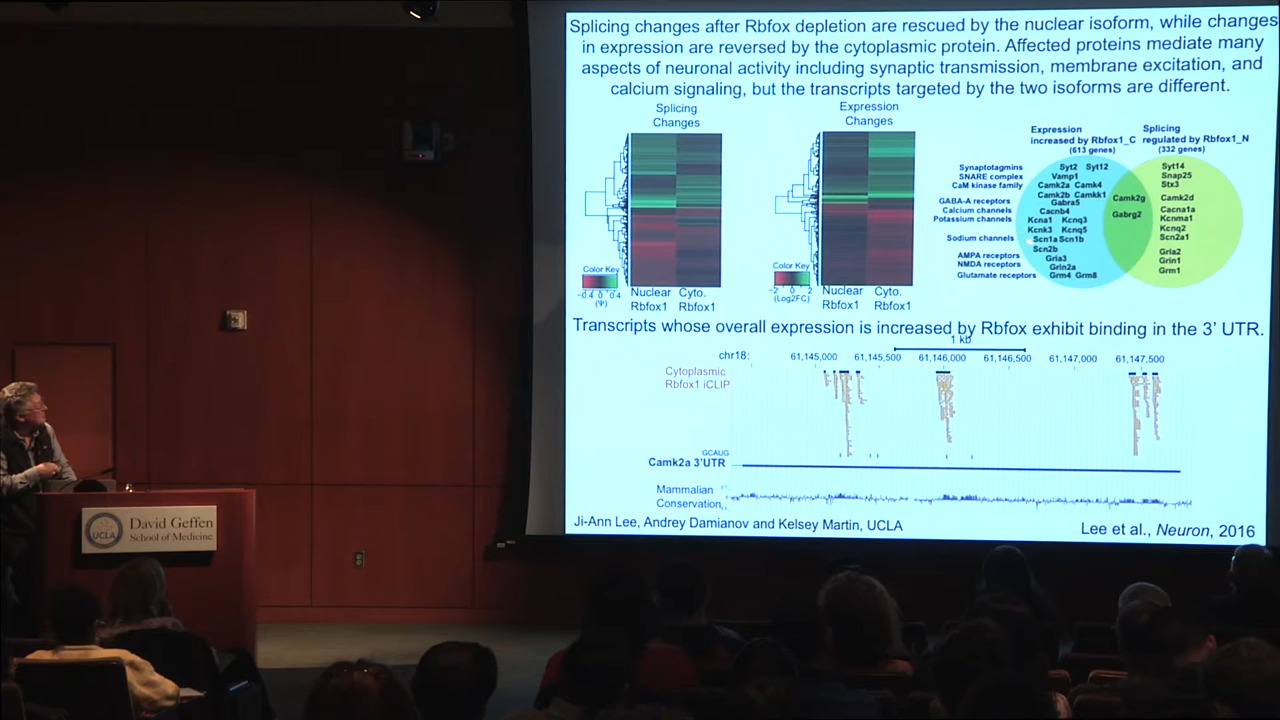 Splicing changes after Rbfox depletion are rescued by the nuclear isoform, while changes
in expression are reversed by the cytoplasmic protein. Affected proteins mediate many
aspects of neuronal activity including synaptic transmission, membrane excitation, and
calcium signaling, but the transcripts targeted by the two isoforms are different.
Splicing
Changes
Color Key
-0.4 0 0.4
(Ψ)
Nuclear Cyto.
Rbfox1 Rbfox1
Expression
Changes
Color Key
-2 0 2
(Log2FC)
Nuclear Cyto.
Rbfox1 Rbfox1
Expression Splicing
increased by Rbfox1_C regulated by Rbfox1_N
(613 genes) (332 genes)
Synaptotagmins Syt2 Syt12 Syt14
SNARE complex Vamp1 Snap25
CaM kinase family Camk2a Camk4 Stx3
Camk2b Camkk1 Camk2g Camk2d
GABA-A receptors Gabra5
Calcium channels Cacnb4 Gabrg2 Cacna1a
Potassium channels Kcna1 Kcnq3 Kcnma1
Kcnk3 Kcnq5 Kcnq2
Sodium channels Scn1a Scn1b Scn2a1
Scn2b
AMPA receptors Gria3 Gria2
NMDA receptors Grin2a Grin1
Glutamate receptors Grm4 Grm8 Grm1
Transcripts whose overall expression is increased by Rbfox exhibit binding in the 3' UTR.
1 kb
chr18: 61,145,000 61,145,500 61,146,000 61,146,500 61,147,000 61,147,500
Cytoplasmic
Rbfox1 iCLIP
GCAUG
Camk2a 3'UTR
Mammalian
Conservation
Ji-Ann Lee, Andrey Damianov and Kelsey Martin, UCLA
Lee et al., Neuron, 2016
UCLA
David Geffen
School of Medicine